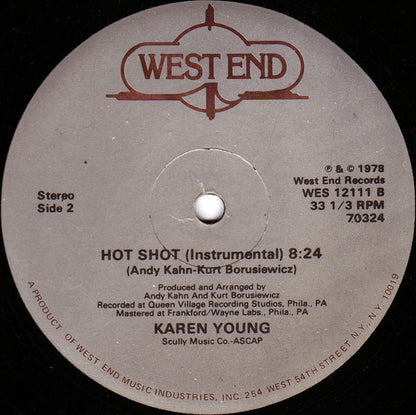 WEST END
Stereo
Side 2
℗ & © 1978
West End Records
WES 12111 B
33 1/3 RPM
70324
HOT SHOT (Instrumental) 8:24
(Andy Kahn-Kurt Borusiewicz)
Produced and Arranged by
Andy Kahn And Kurt Borusiewicz
Recorded at Queen Village Recording Studios, Phila., PA
Mastered at Frankford/Wayne Labs., Phila., PA
KAREN YOUNG
Scully Music Co.-ASCAP
A PRODUCT OF WEST END MUSIC INDUSTRIES, INC. 254 WEST 54TH STREET N.Y., N.Y. 10019